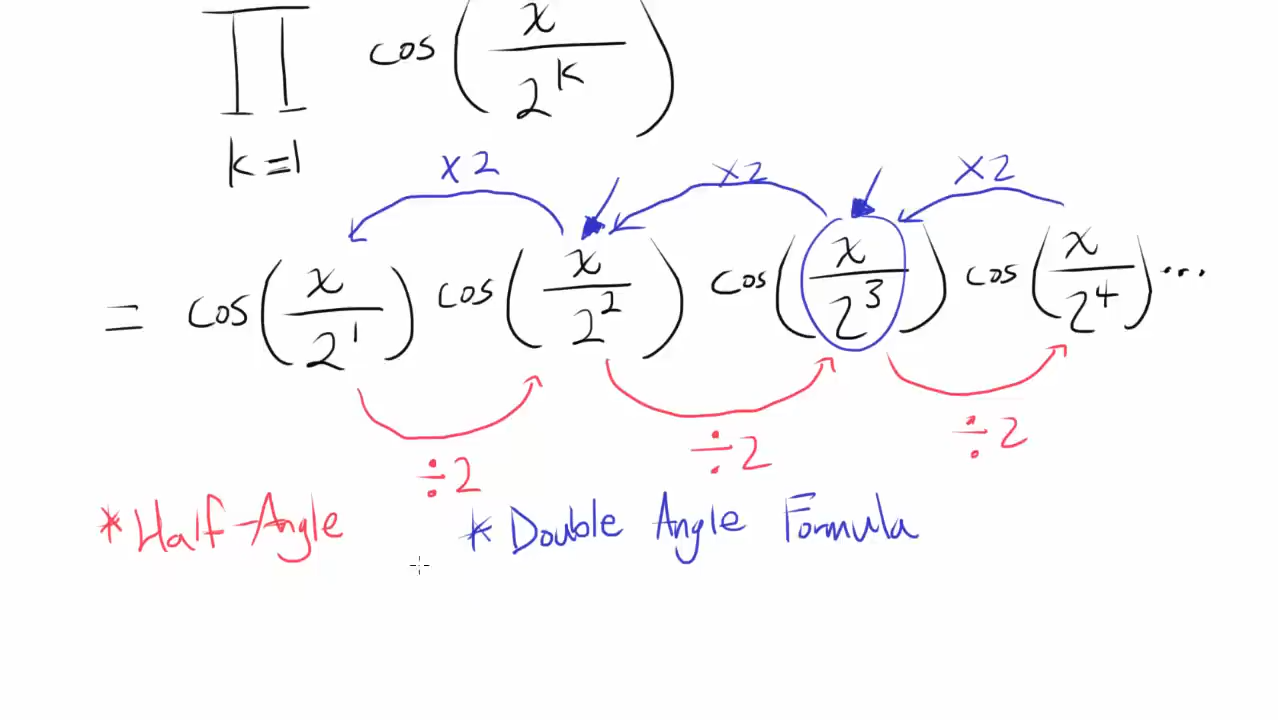 ∏ cos(x/2^k)
k=1
×2 ×2 ×2
= cos(x/2^1) cos(x/2^2) cos(x/2^3) cos(x/2^4) ...
÷2 ÷2 ÷2
*Half-Angle *Double Angle Formula